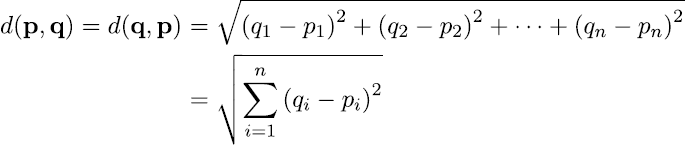 d(𝐩, 𝐪) = d(𝐪, 𝐩) = √((q₁ − p₁)² + (q₂ − p₂)² + ⋯ + (qₙ − pₙ)²)
= √(∑ᵢ₌₁ⁿ (qᵢ − pᵢ)²)